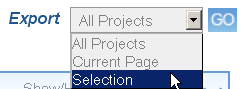 Export All Projects GO
All Projects
Current Page
Selection
Show/